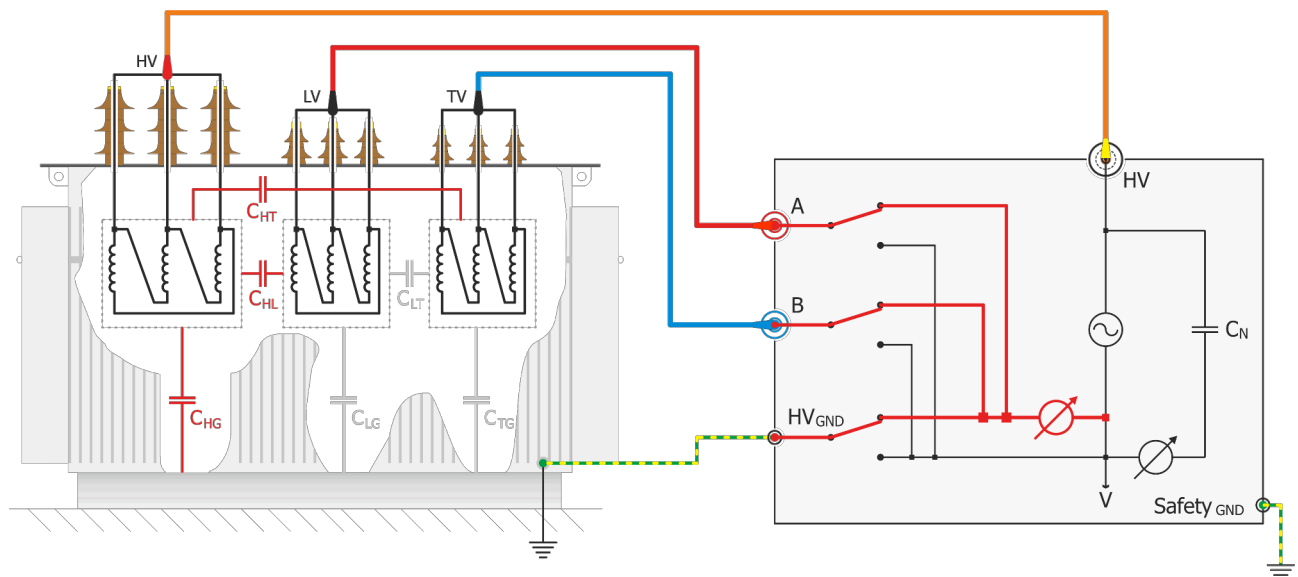 HV
LV
TV
HV
CHT
A
CHL
CLT
B
CN
CHG
CLG
CTG
HVGND
V
Safety GND